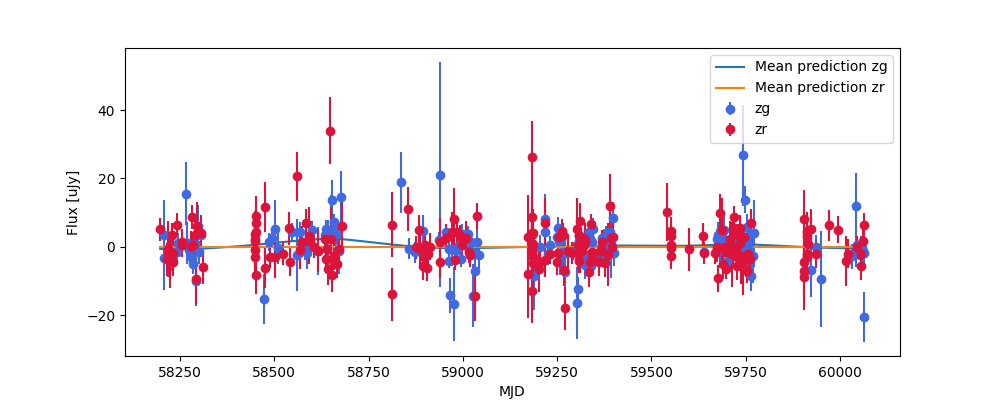 Mean prediction zg
Mean prediction zr
zg
zr
Flux [uJy]
40
20
0
−20
58250 58500 58750 59000 59250 59500 59750 60000
MJD